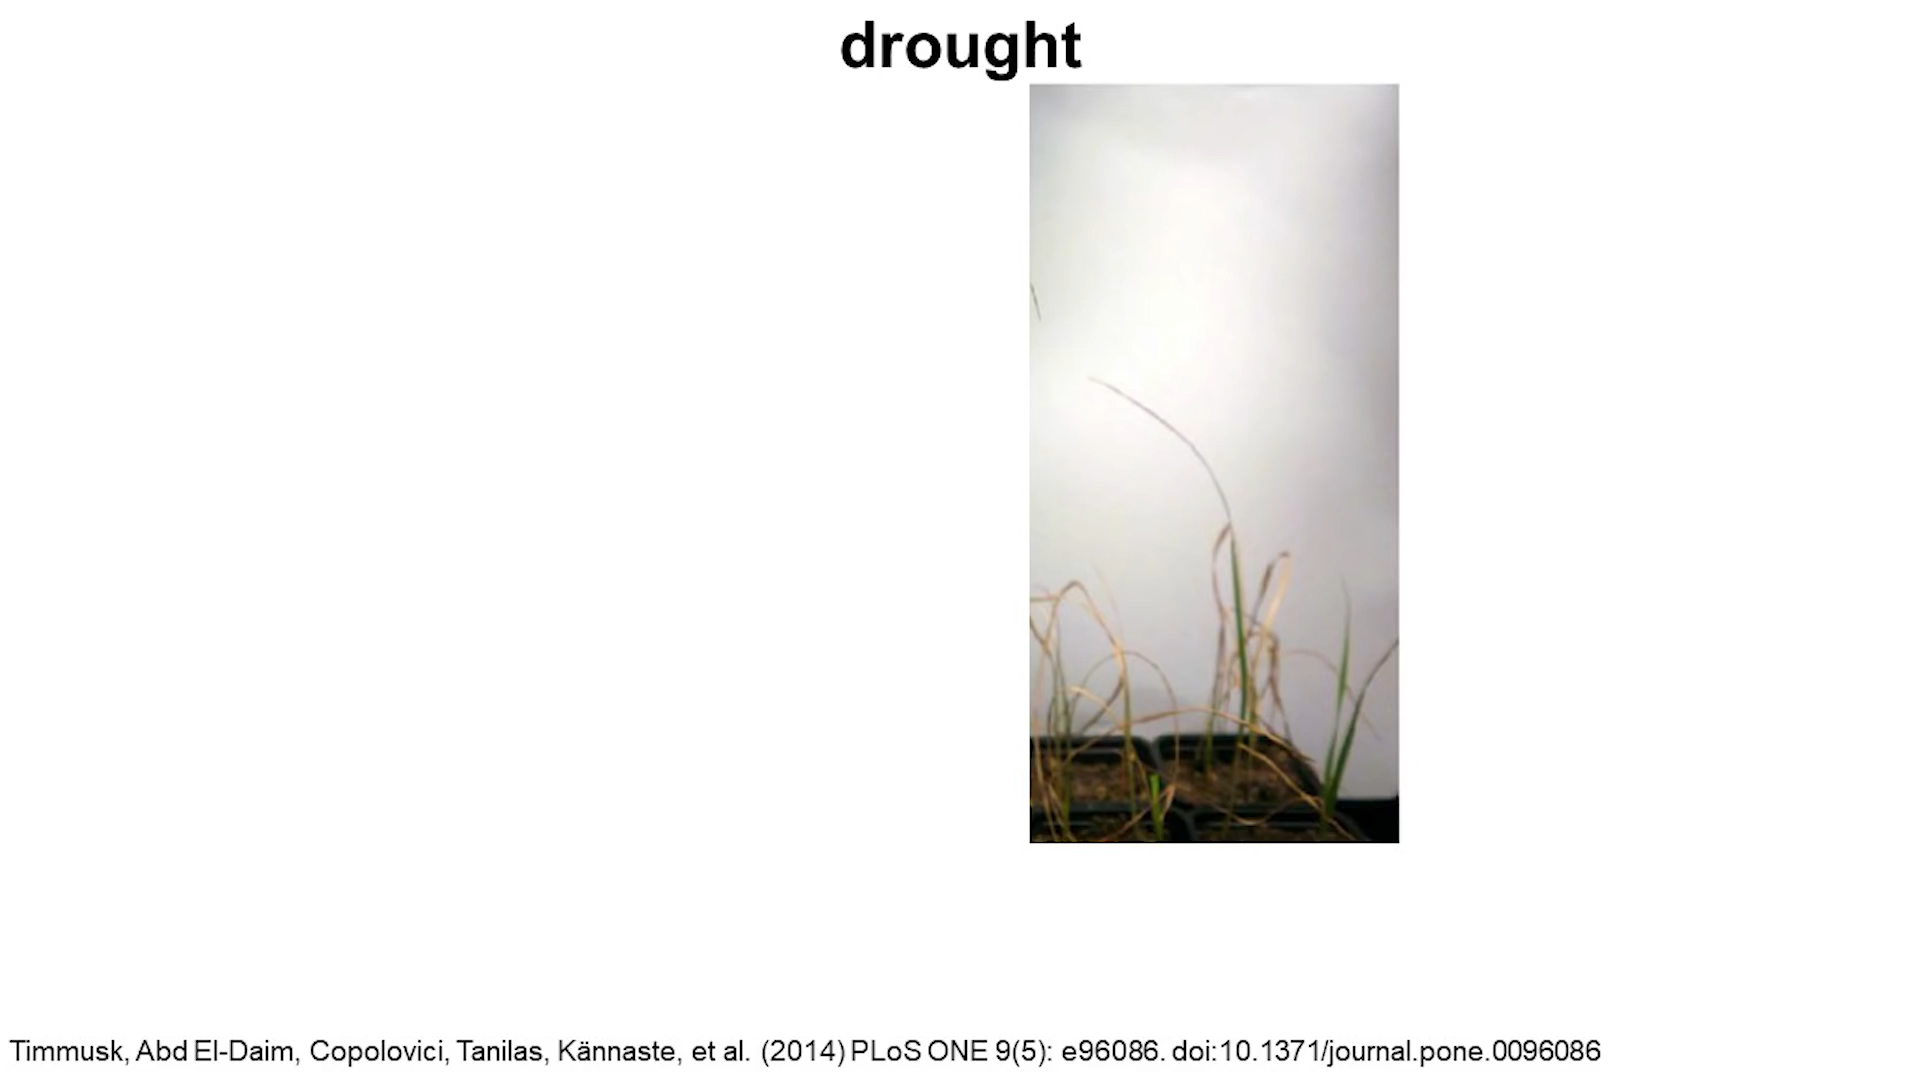 drought
Timmusk, Abd El-Daim, Copolovici, Tanilas, Kännaste, et al. (2014) PLoS ONE 9(5): e96086. doi:10.1371/journal.pone.0096086